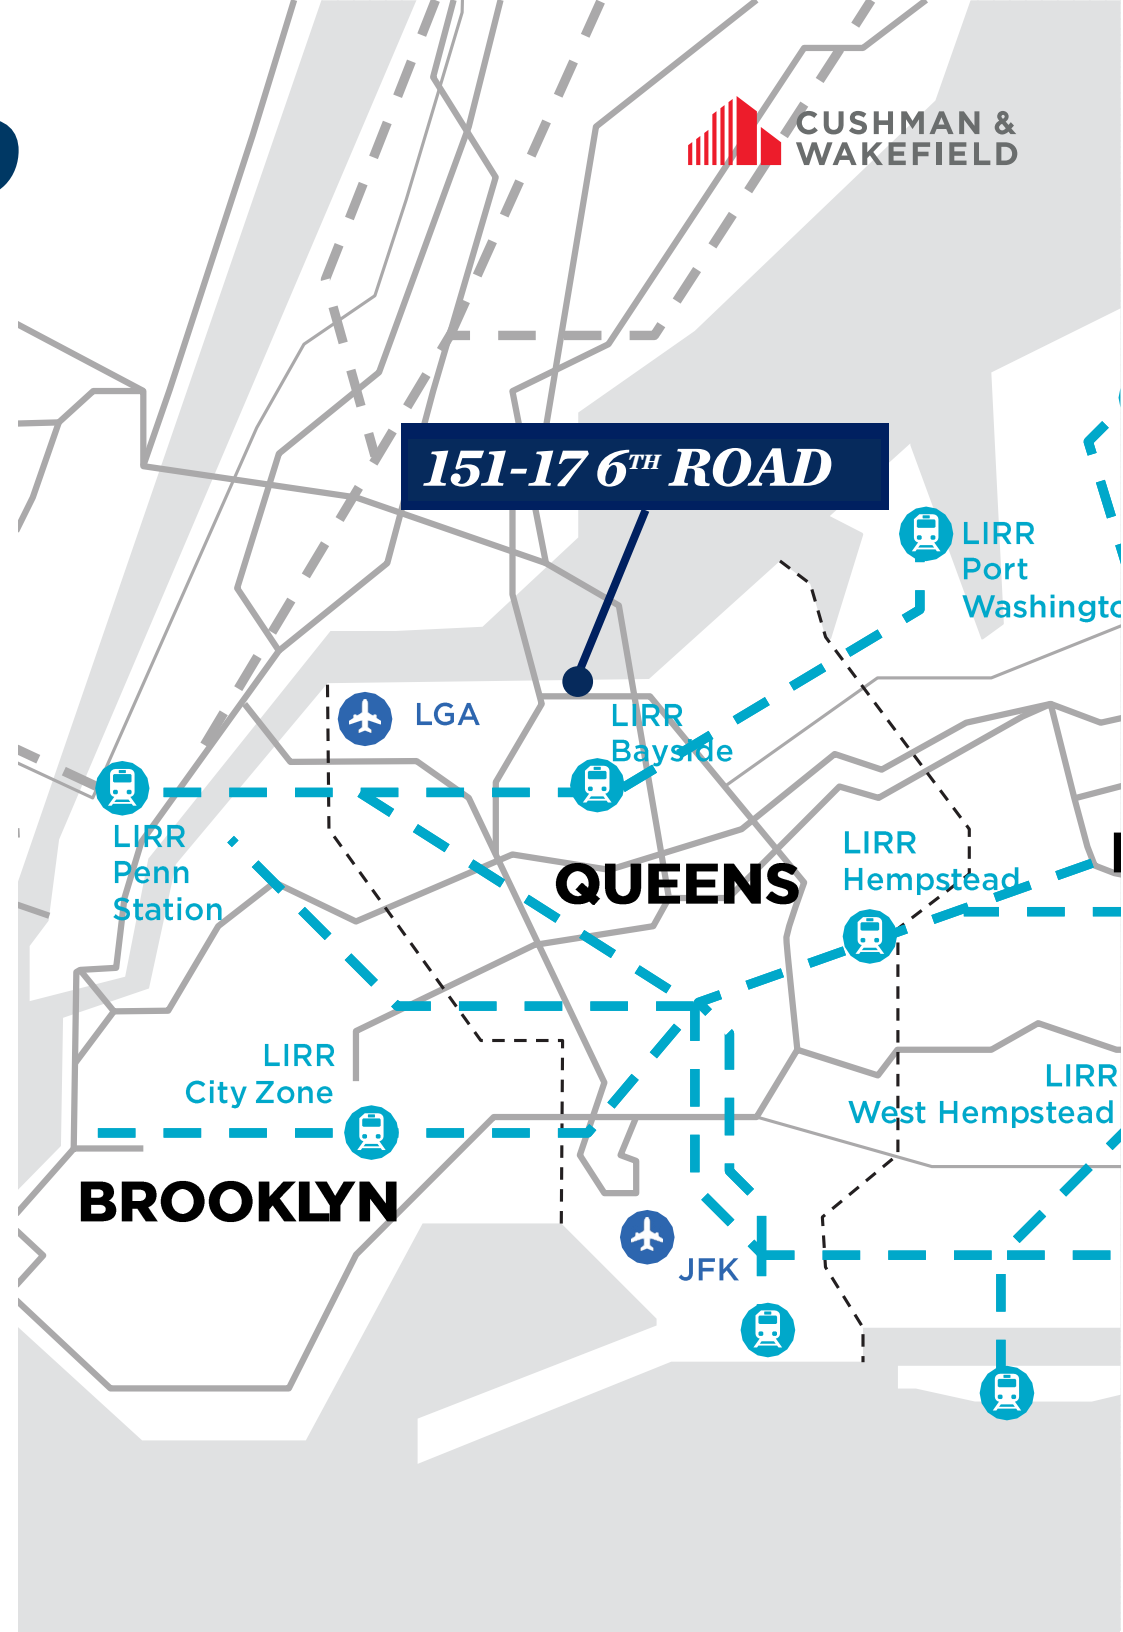 CUSHMAN &
WAKEFIELD
151-17 6TH ROAD
LIRR
Port
Washingto
LGA
LIRR
Bayside
LIRR
Penn
Station
LIRR
Hempstead
QUEENS
LIRR
City Zone
LIRR
West Hempstead
BROOKLYN
JFK